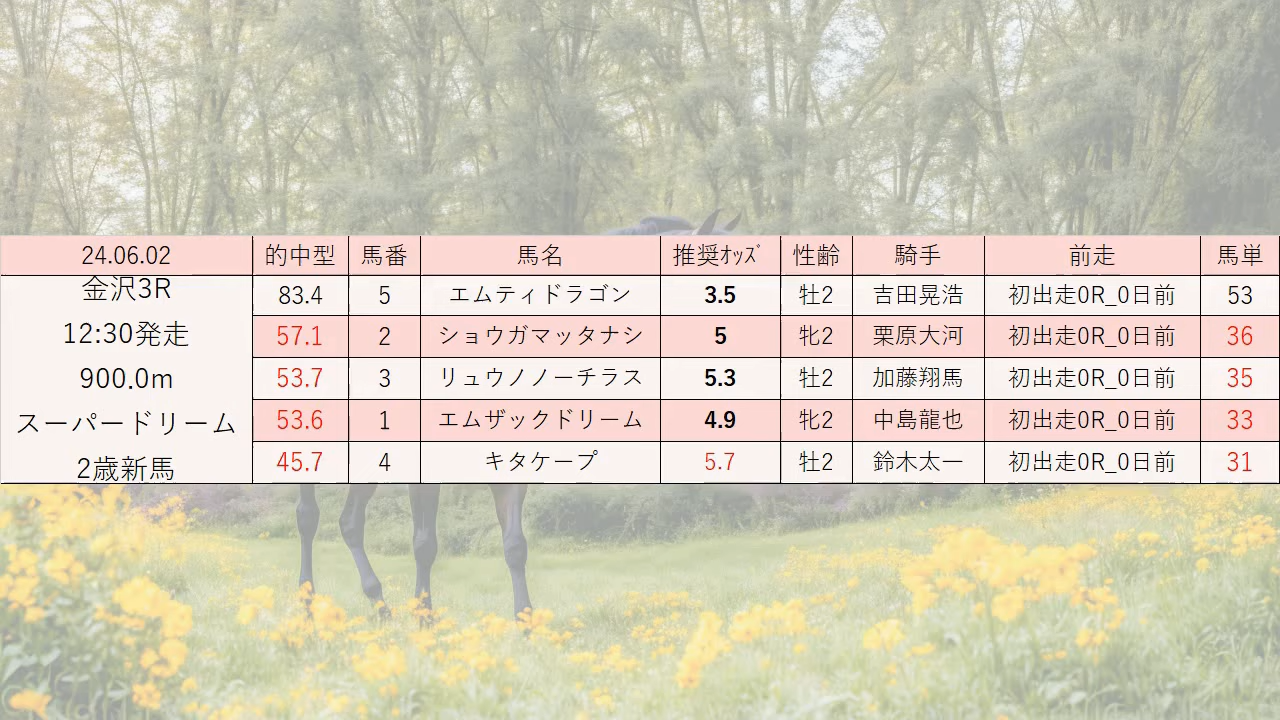 24.06.02 的中型 馬番 馬名 推奨ｵｯｽﾞ 性齢 騎手 前走 馬単
金沢3R
12:30発走
900.0m
スーパードリーム
2歳新馬
83.4 5 エムティドラゴン 3.5 牡2 吉田晃浩 初出走0R_0日前 53
57.1 2 ショウガマッタナシ 5 牝2 栗原大河 初出走0R_0日前 36
53.7 3 リュウノノーチラス 5.3 牡2 加藤翔馬 初出走0R_0日前 35
53.6 1 エムザックドリーム 4.9 牝2 中島龍也 初出走0R_0日前 33
45.7 4 キタケープ 5.7 牡2 鈴木太一 初出走0R_0日前 31